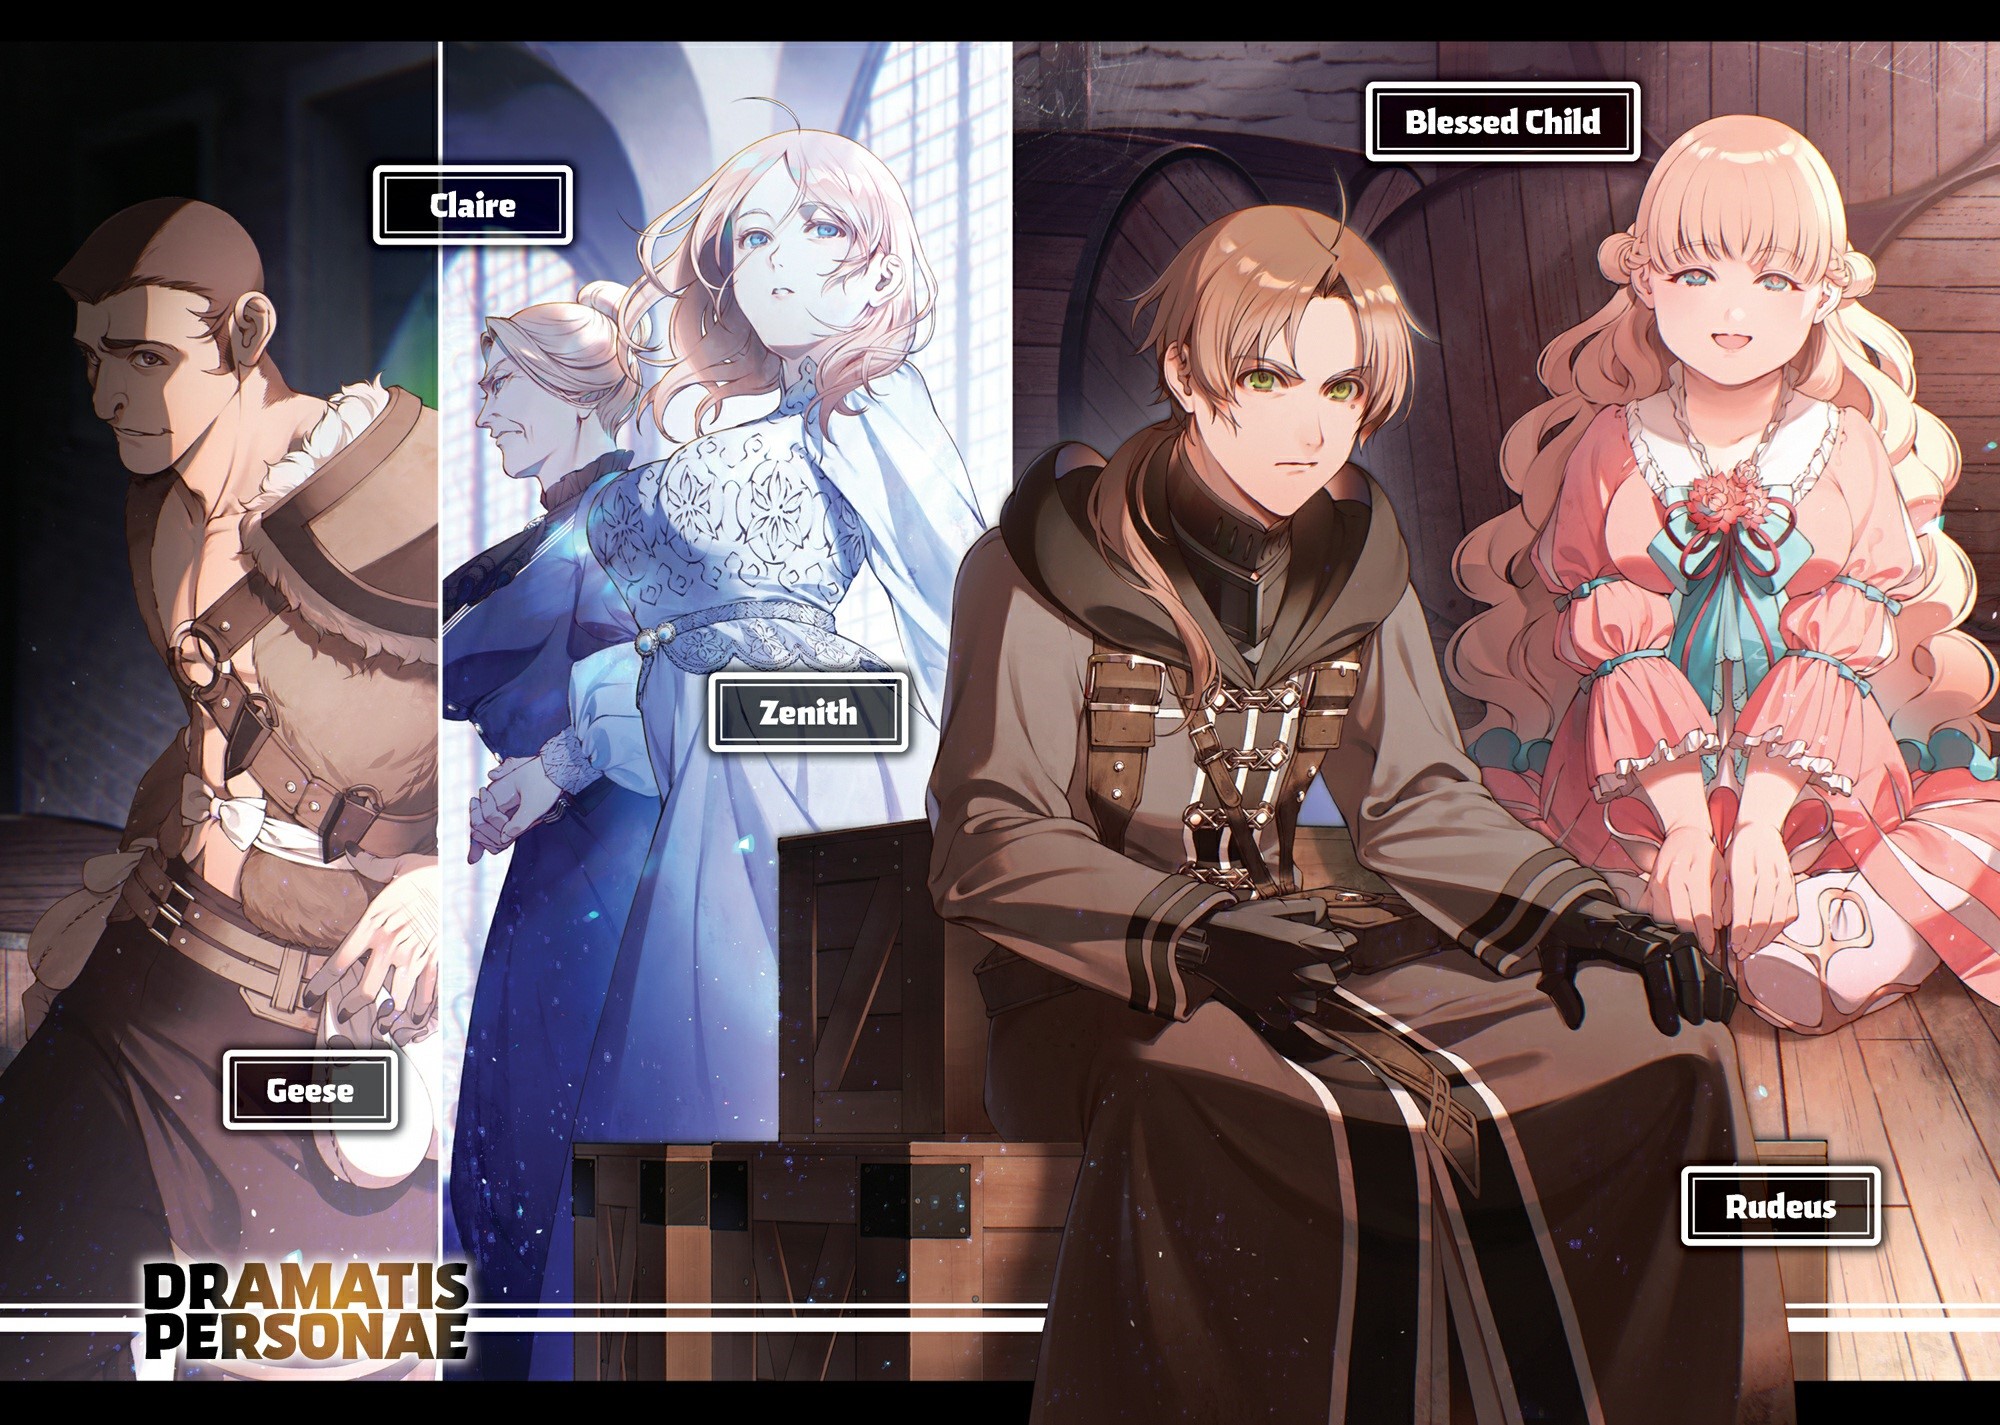 Blessed Child
Claire
Zenith
Geese
Rudeus
DRAMATIS
PERSONAE